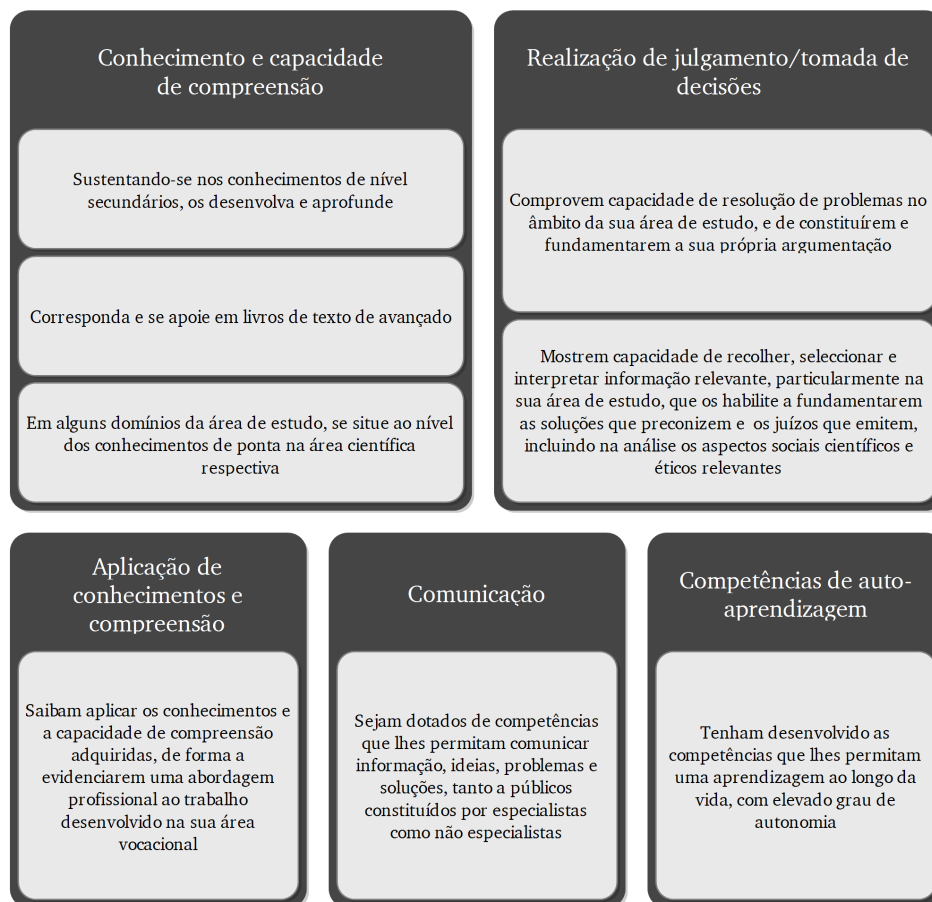 Conhecimento e capacidade
de compreensão
Sustentando-se nos conhecimentos de nível
secundários, os desenvolva e aprofunde
Corresponda e se apoie em livros de texto de avançado
Em alguns domínios da área de estudo, se situe ao nível
dos conhecimentos de ponta na área científica
respectiva
Realização de julgamento/tomada de
decisões
Comprovem capacidade de resolução de problemas no
âmbito da sua área de estudo, e de constituírem e
fundamentarem a sua própria argumentação
Mostrem capacidade de recolher, seleccionar e
interpretar informação relevante, particularmente na
sua área de estudo, que os habilite a fundamentarem
as soluções que preconizem e  os juízos que emitem,
incluindo na análise os aspectos sociais científicos e
éticos relevantes
Aplicação de
conhecimentos e
compreensão
Saibam aplicar os conhecimentos e
a capacidade de compreensão
adquiridas, de forma a
evidenciarem uma abordagem
profissional ao trabalho
desenvolvido na sua área
vocacional
Comunicação
Sejam dotados de competências
que lhes permitam comunicar
informação, ideias, problemas e
soluções, tanto a públicos
constituídos por especialistas
como não especialistas
Competências de auto-
aprendizagem
Tenham desenvolvido as
competências que lhes permitam
uma aprendizagem ao longo da
vida, com elevado grau de
autonomia